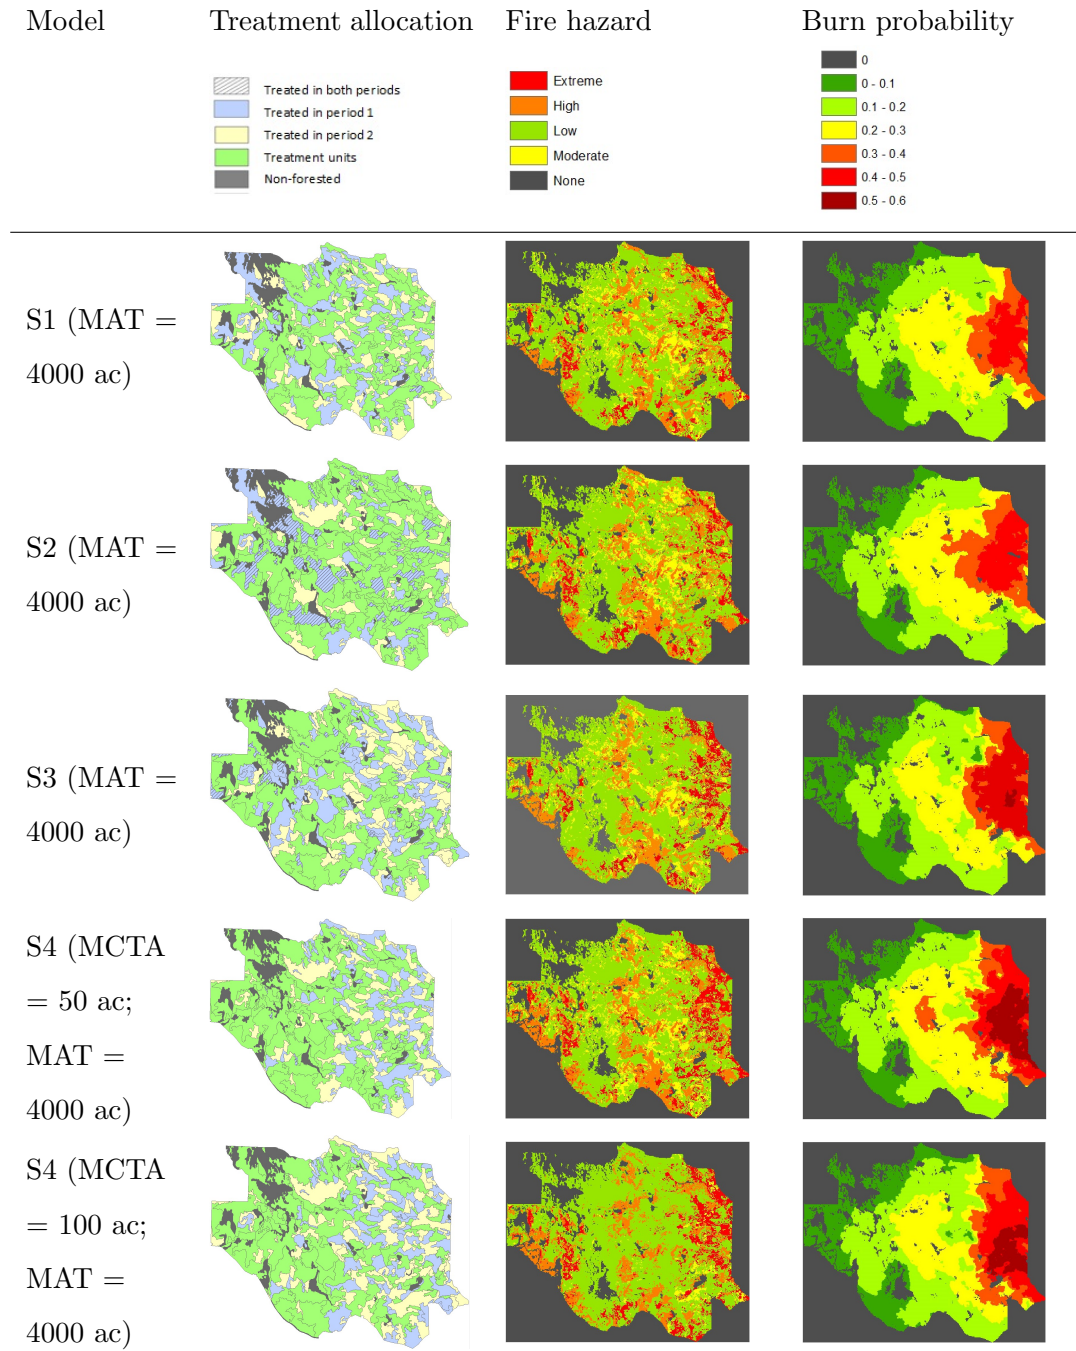 Model Treatment allocation Fire hazard Burn probability
Treated in both periods
Treated in period 1
Treated in period 2
Treatment units
Non-forested
Extreme
High
Low
Moderate
None
0
0 - 0.1
0.1 - 0.2
0.2 - 0.3
0.3 - 0.4
0.4 - 0.5
0.5 - 0.6
S1 (MAT =
4000 ac)
S2 (MAT =
4000 ac)
S3 (MAT =
4000 ac)
S4 (MCTA
= 50 ac;
MAT =
4000 ac)
S4 (MCTA
= 100 ac;
MAT =
4000 ac)